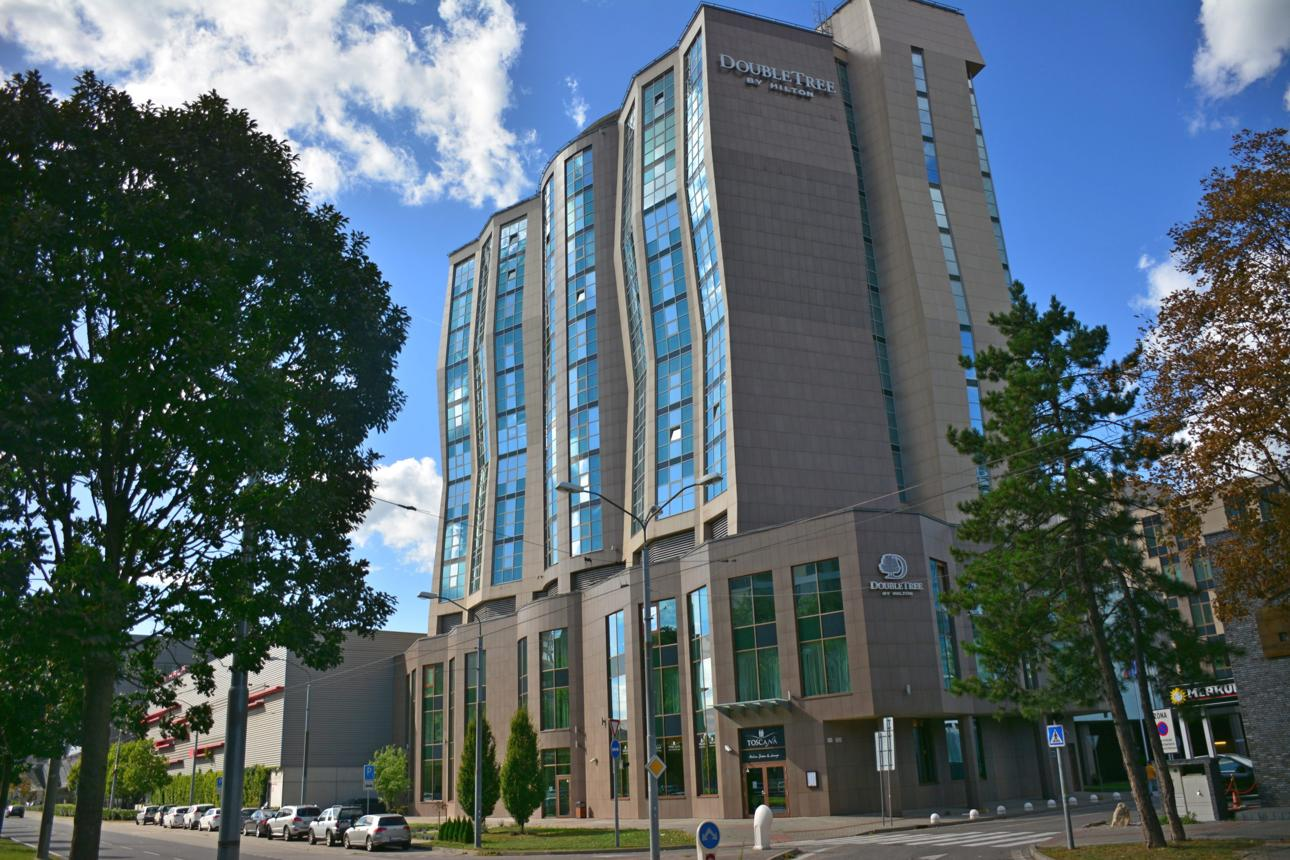 DOUBLETREE
BY HILTON
DOUBLETREE
BY HILTON
TOSCANA
MERKUR
ZONA
P
P